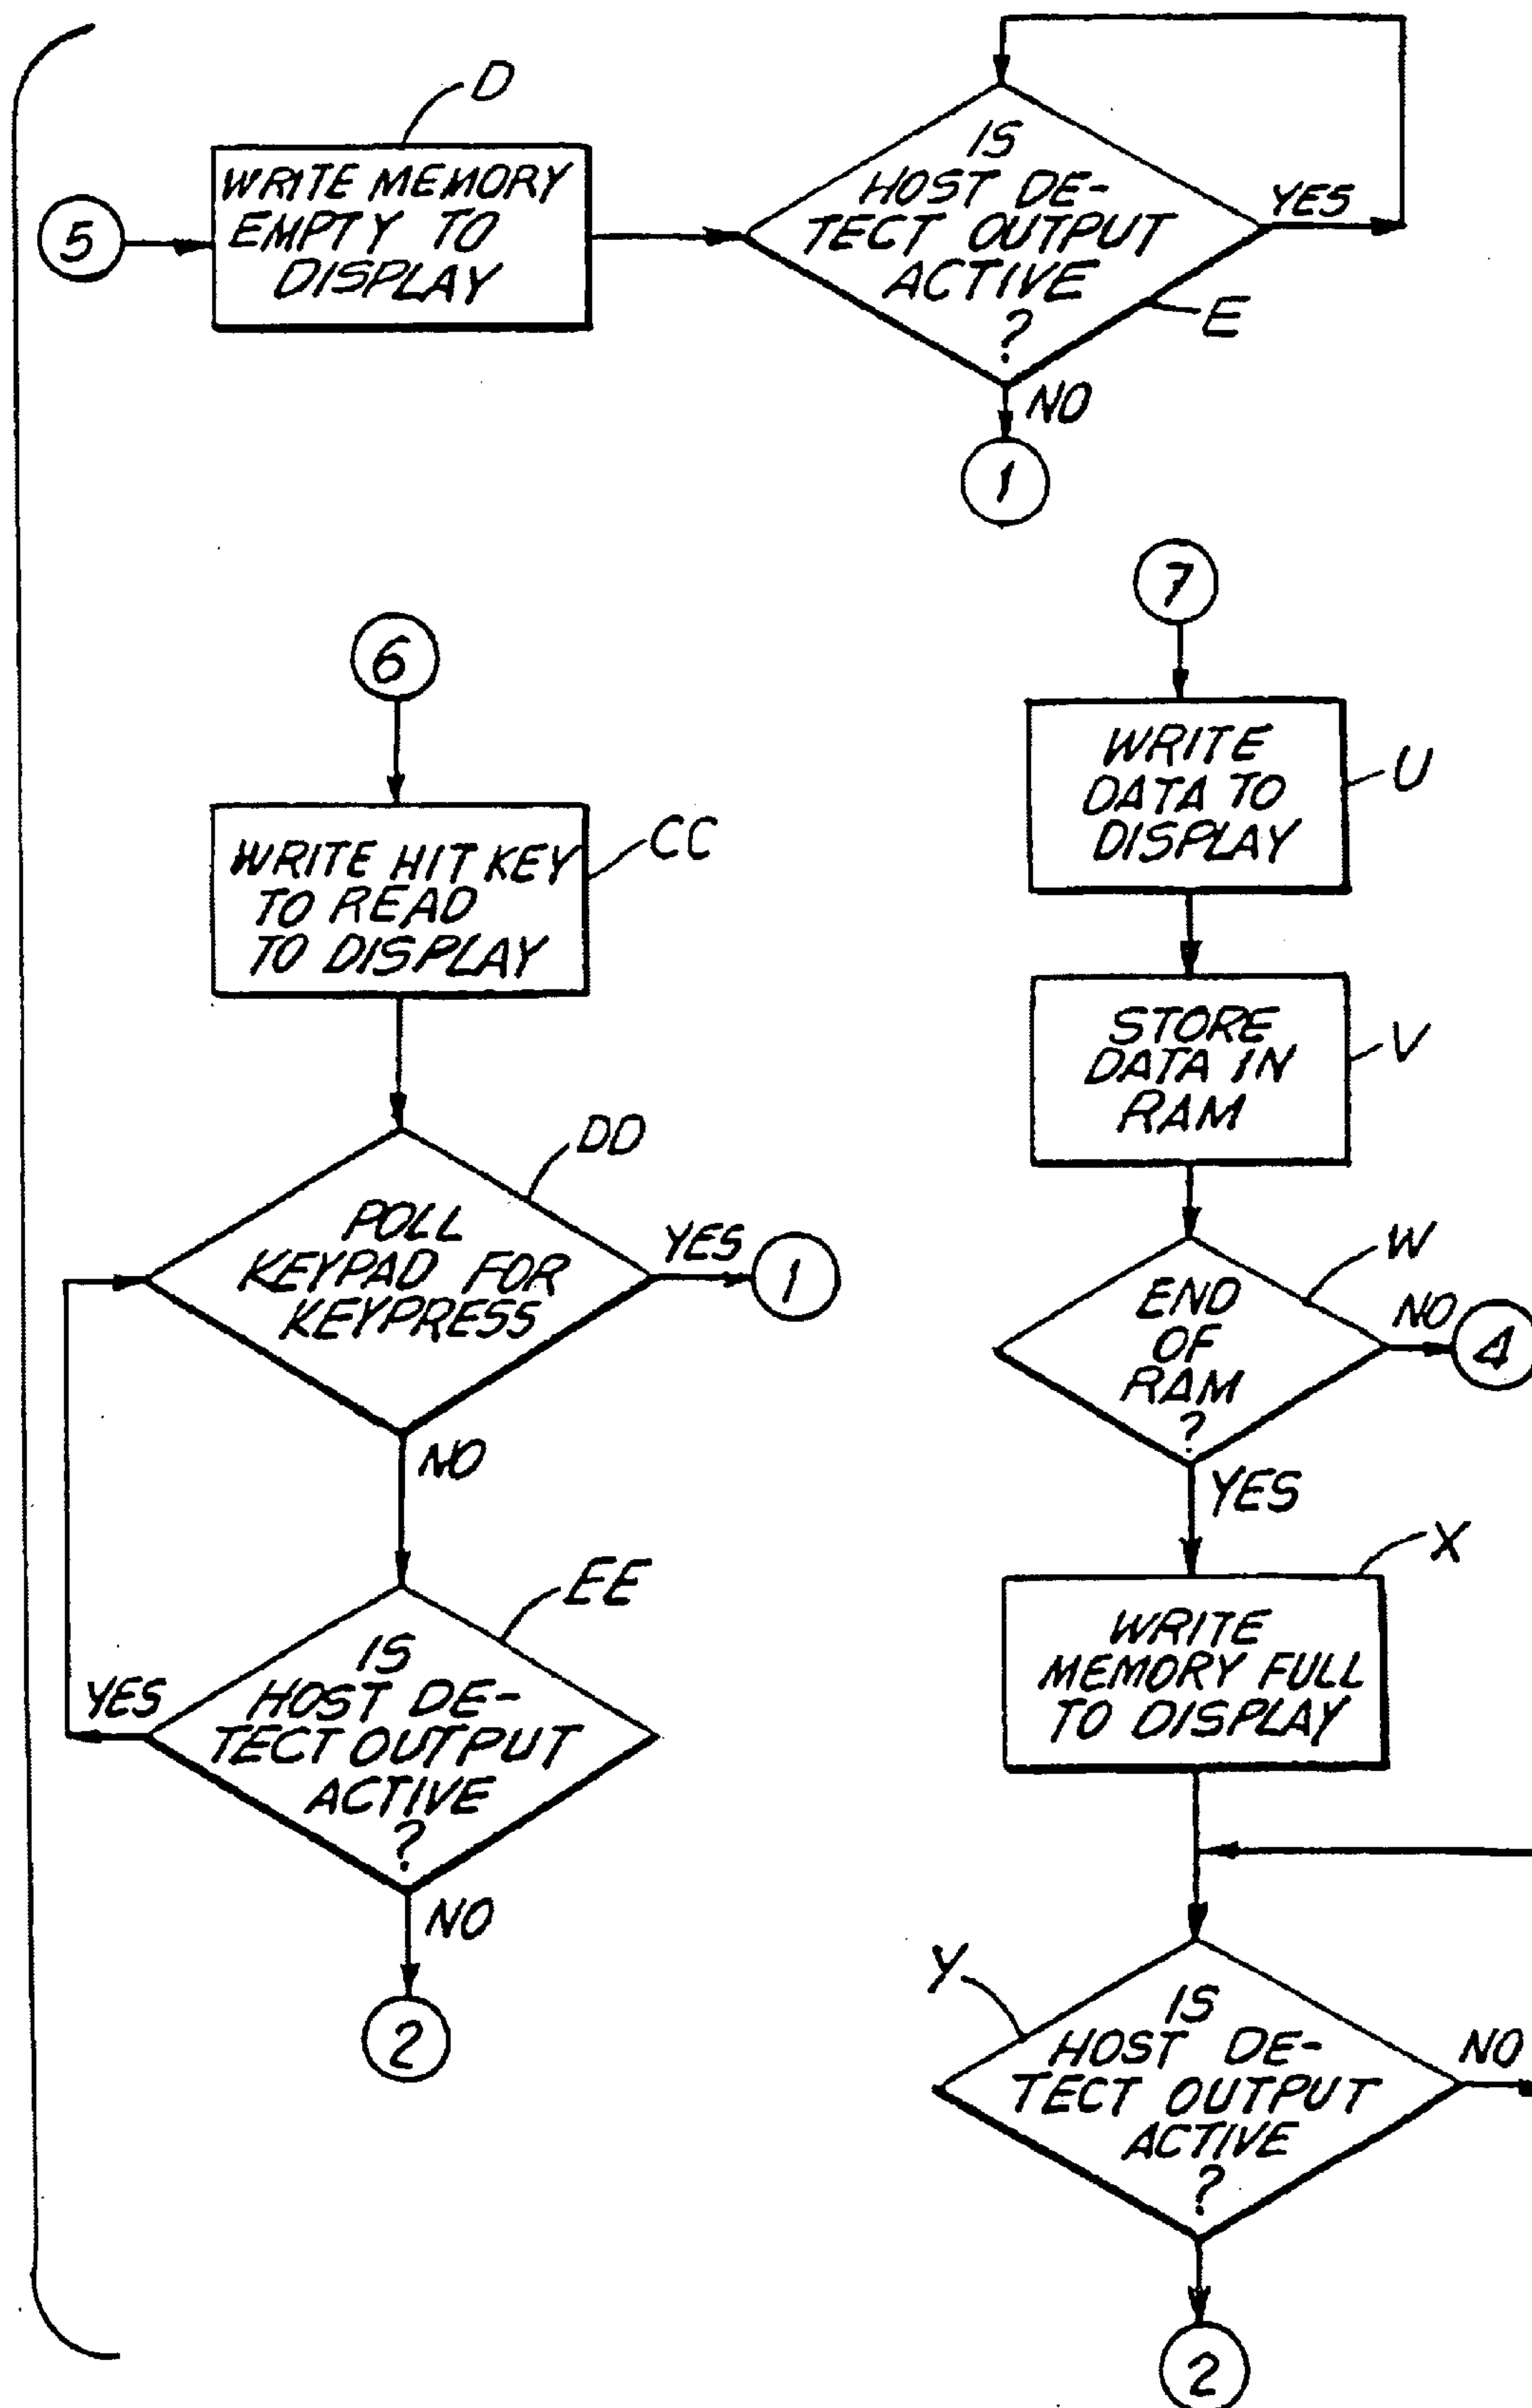 D
5
WRITE MEMORY
EMPTY TO
DISPLAY
IS
HOST DE-
TECT OUTPUT
ACTIVE
?
YES
E
NO
1
6
WRITE HIT KEY
TO READ
TO DISPLAY
CC
DD
POLL
KEYPAD FOR
KEYPRESS
YES
1
NO
EE
IS
HOST DE-
TECT OUTPUT
ACTIVE
?
YES
NO
2
7
WRITE
DATA TO
DISPLAY
U
STORE
DATA IN
RAM
V
W
END
OF
RAM
?
NO
4
YES
X
WRITE
MEMORY FULL
TO DISPLAY
Y
IS
HOST DE-
TECT OUTPUT
ACTIVE
?
NO
2